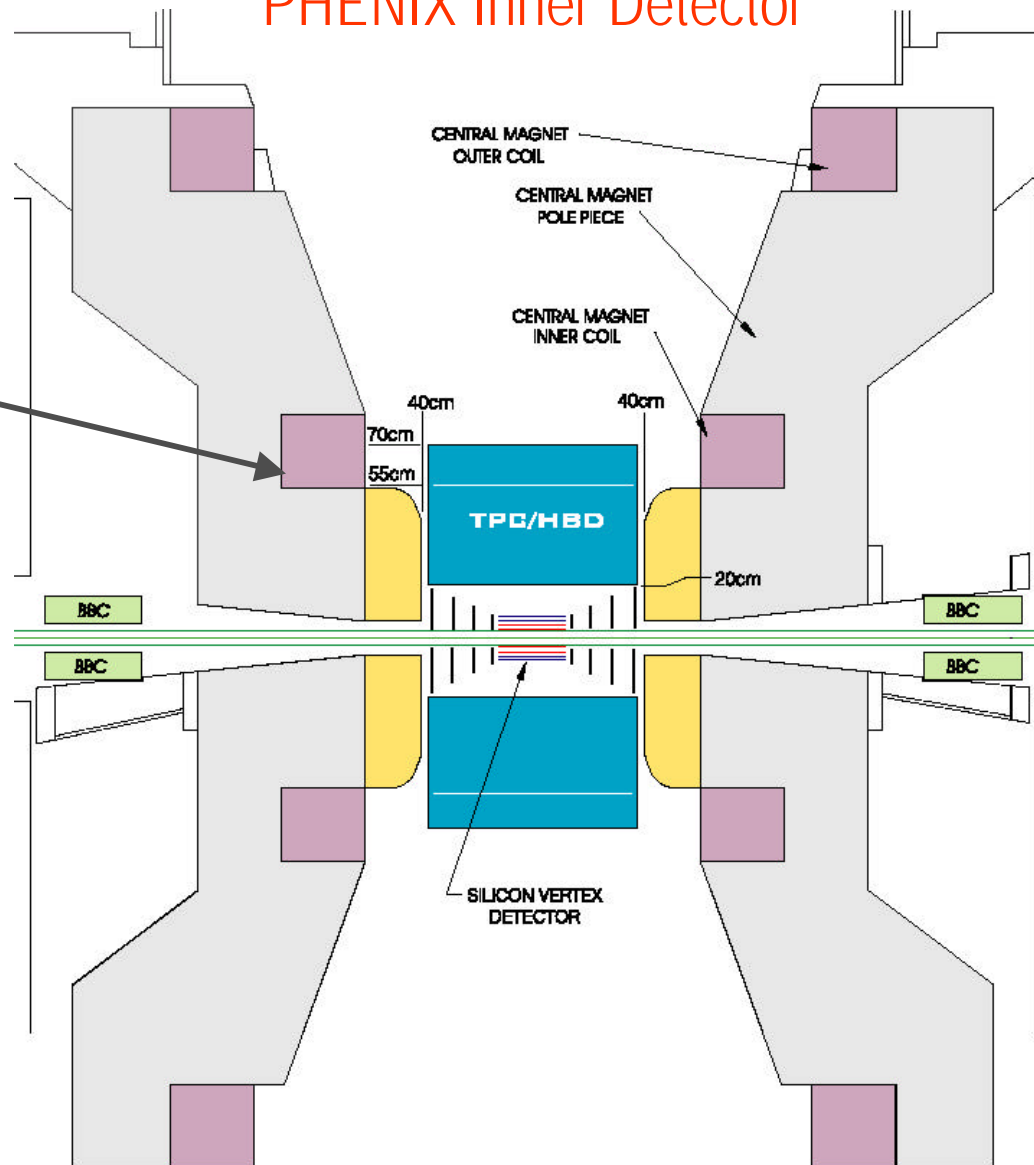 PHENIX Inner Detector
CENTRAL MAGNET
OUTER COIL
CENTRAL MAGNET
POLE PIECE
CENTRAL MAGNET
INNER COIL
40cm
40cm
70cm
55cm
TPC/HBD
20cm
BBC
BBC
BBC
BBC
SILICON VERTEX
DETECTOR